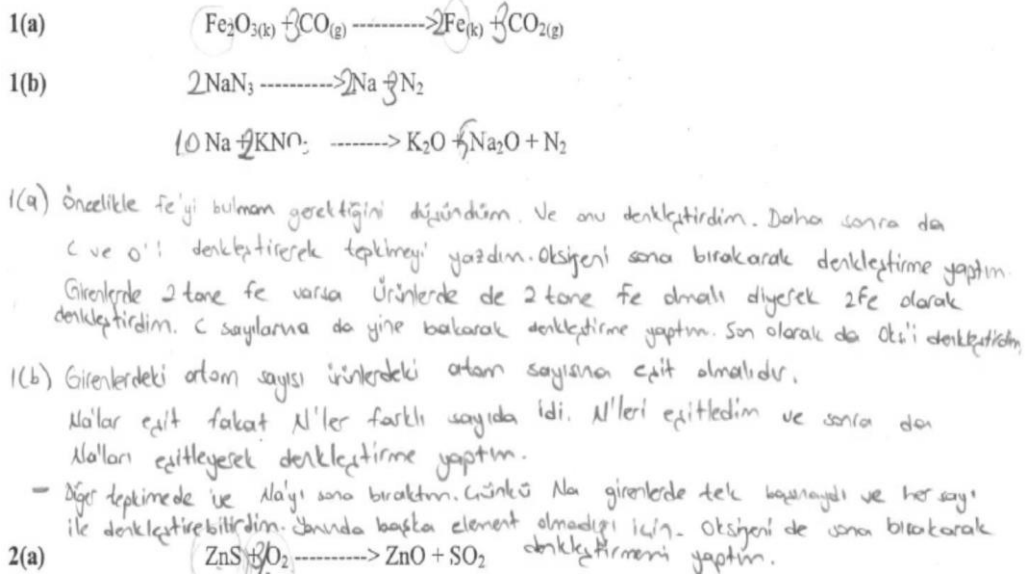 1(a) Fe₂O₃(k) + 3CO(g) ----------->2Fe(k) + 3CO₂(g)
1(b) 2NaN₃ ----------->2Na + 3N₂
10 Na + 2KNO₃ --------> K₂O + 5Na₂O + N₂
1(a) Öncelikle Fe'yi bulmam gerektiğini düşündüm. Ve onu denkleştirdim. Daha sonra da
C ve O'i denkleştirerek tepkimeyi yazdım. Oksijeni sona bırakarak denkleştirme yaptım.
Girenlerde 2 tane Fe varsa Ürünlerde de 2 tane Fe olmalı diyerek 2Fe olarak
denkleştirdim. C sayılarına da yine bakarak denkleştirme yaptım. Son olarak da Oks'i denkleştirdim
1(b) Girenlerdeki atom sayısı ürünlerdeki atom sayısına eşit olmalıdır.
Na'lar eşit fakat N'ler farklı sayıda idi. N'leri eşitledim ve sonra da
Na'ları eşitleyerek denkleştirme yaptım.
- Diğer tepkimede ise Na'yı sona bıraktım. Çünkü Na girenlerde tek başınaydı ve her sayı
ile denkleştirebilirdim. Yanında başka element olmadığı için. Oksijeni de sona bırakarak
denkleştirmemi yaptım.
2(a) ZnS + O₂ -----------> ZnO + SO₂